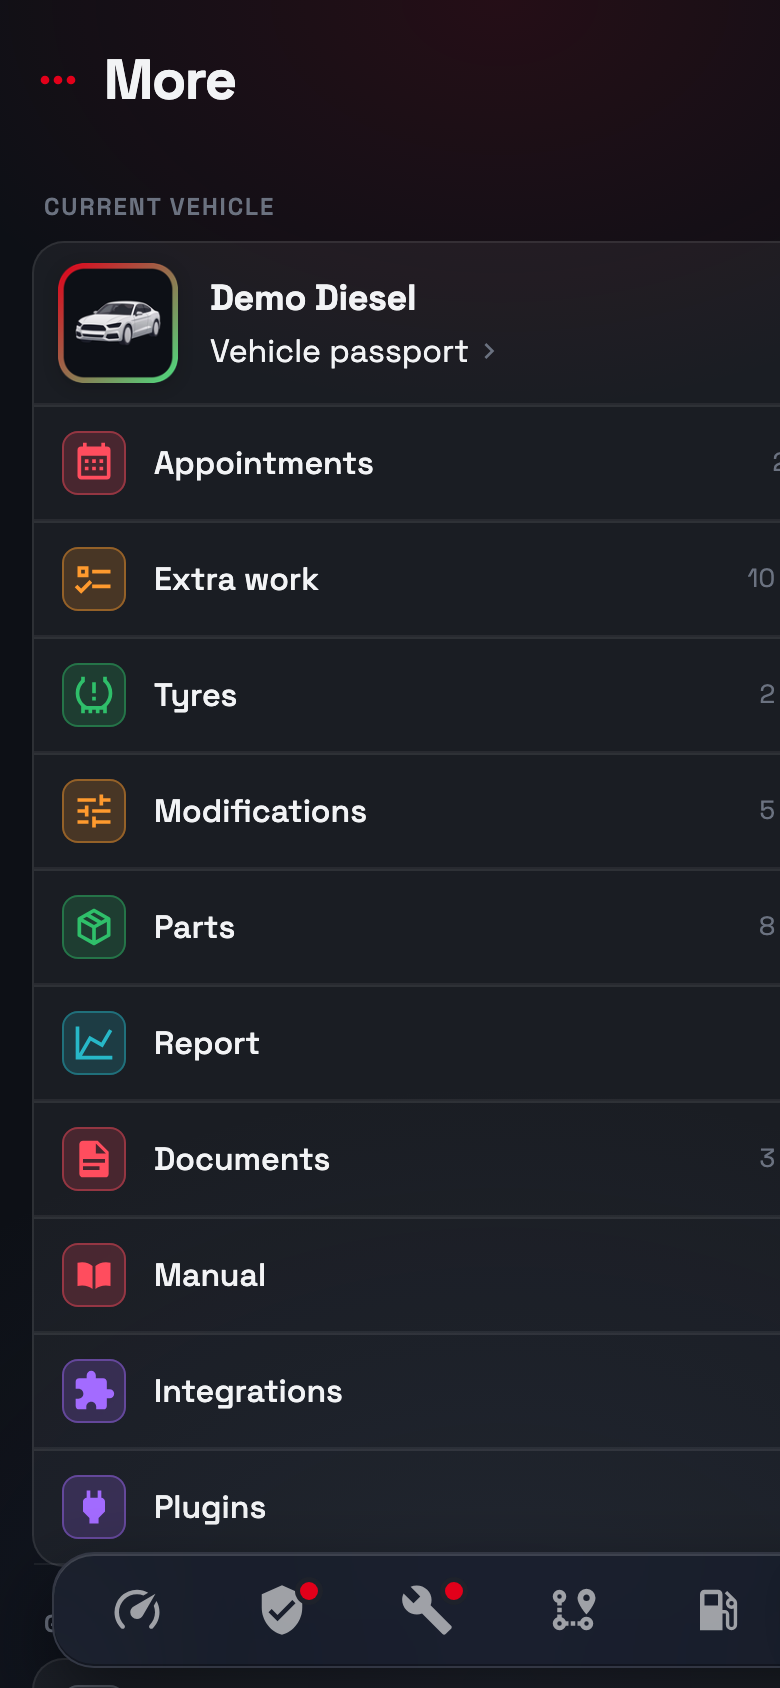 More
CURRENT VEHICLE
Demo Diesel
Vehicle passport
Appointments
Extra work 10
Tyres 2
Modifications 5
Parts 8
Report
Documents 3
Manual
Integrations
Plugins